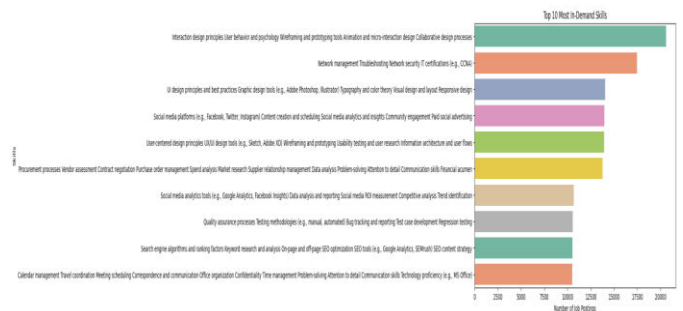 Top 10 Most In-Demand Skills
Interaction design principles User behavior and psychology Wireframing and prototyping tools Animation and micro-interaction design Collaborative design processes
Network management Troubleshooting Network security IT certifications (e.g., CCNA)
UI design principles and best practices Graphic design tools (e.g., Adobe Photoshop, Illustrator) Typography and color theory Visual design and layout Responsive design
Social media platforms (e.g., Facebook, Twitter, Instagram) Content creation and scheduling Social media analytics and insights Community engagement Paid social advertising
User-centered design principles UX/UI design tools (e.g., Sketch, Adobe XD) Wireframing and prototyping Usability testing and user research Information architecture and user flows
Skills
Procurement processes Vendor assessment Contract negotiation Purchase order management Spend analysis Market research Supplier relationship management Data analysis Problem-solving Attention to detail Communication skills Financial acumen
Social media analytics tools (e.g., Google Analytics, Facebook Insights) Data analysis and reporting Social media ROI measurement Competitive analysis Trend identification
Quality assurance processes Testing methodologies (e.g., manual, automated) Bug tracking and reporting Test case development Regression testing
Search engine algorithms and ranking factors Keyword research and analysis On-page and off-page SEO optimization SEO tools (e.g., Google Analytics, SEMrush) SEO content strategy
Calendar management Travel coordination Meeting scheduling Correspondence and communication Office organization Confidentiality Time management Problem-solving Attention to detail Communication skills Technology proficiency (e.g., MS Office)
0 2500 5000 7500 10000 12500 15000 17500 20000
Number of Job Postings